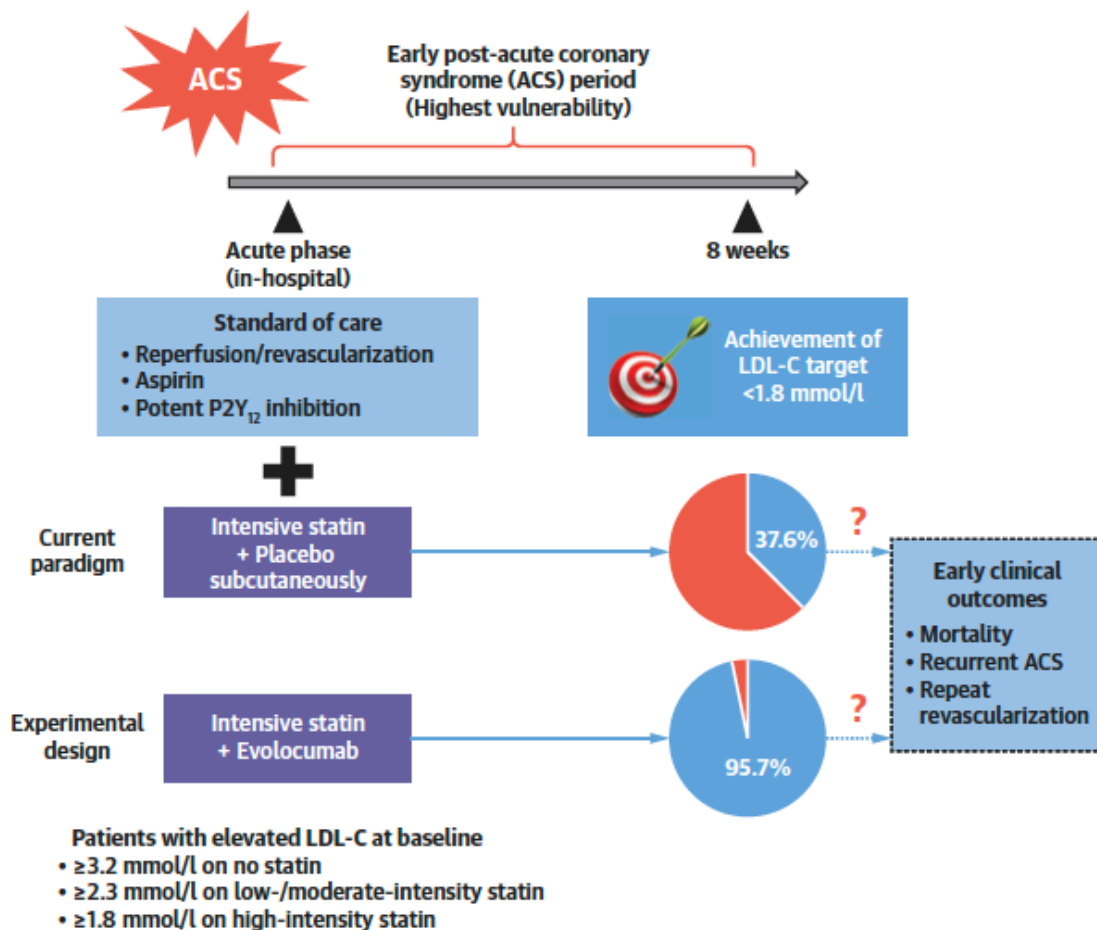 ACS
Early post-acute coronary
syndrome (ACS) period
(Highest vulnerability)
Acute phase
(in-hospital)
8 weeks
Standard of care
• Reperfusion/revascularization
• Aspirin
• Potent P2Y₁₂ inhibition
Achievement of
LDL-C target
<1.8 mmol/l
Current
paradigm
Intensive statin
+ Placebo
subcutaneously
37.6%
?
Early clinical
outcomes
• Mortality
• Recurrent ACS
• Repeat
revascularization
Experimental
design
Intensive statin
+ Evolocumab
95.7%
?
Patients with elevated LDL-C at baseline
• ≥3.2 mmol/l on no statin
• ≥2.3 mmol/l on low-/moderate-intensity statin
• ≥1.8 mmol/l on high-intensity statin